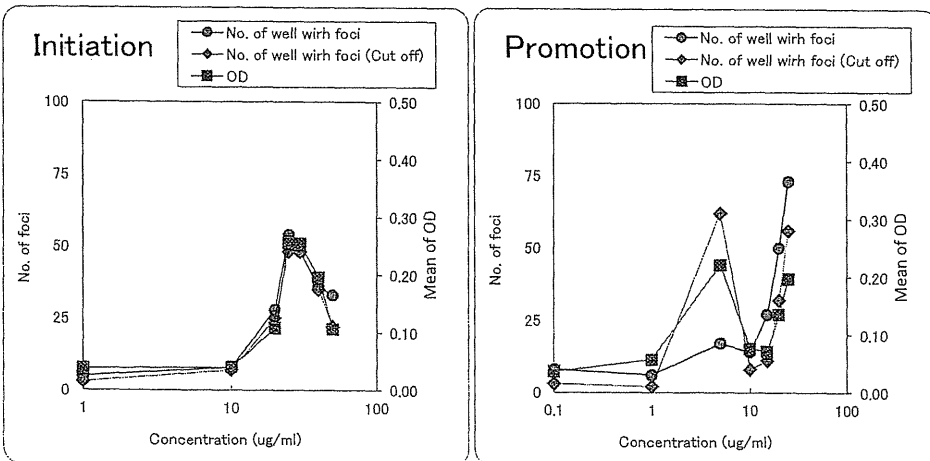 Initiation
No. of well wirh foci
No. of well wirh foci (Cut off)
OD
100
75
50
25
0
No. of foci
0.50
0.40
0.30
0.20
0.10
0.00
Mean of OD
1
10
100
Concentration (ug/ml)
Promotion
No. of well wirh foci
No. of well wirh foci (Cut off)
OD
100
75
50
25
0
No. of foci
0.50
0.40
0.30
0.20
0.10
0.00
Mean of OD
0.1
1
10
100
Concentration (ug/ml)